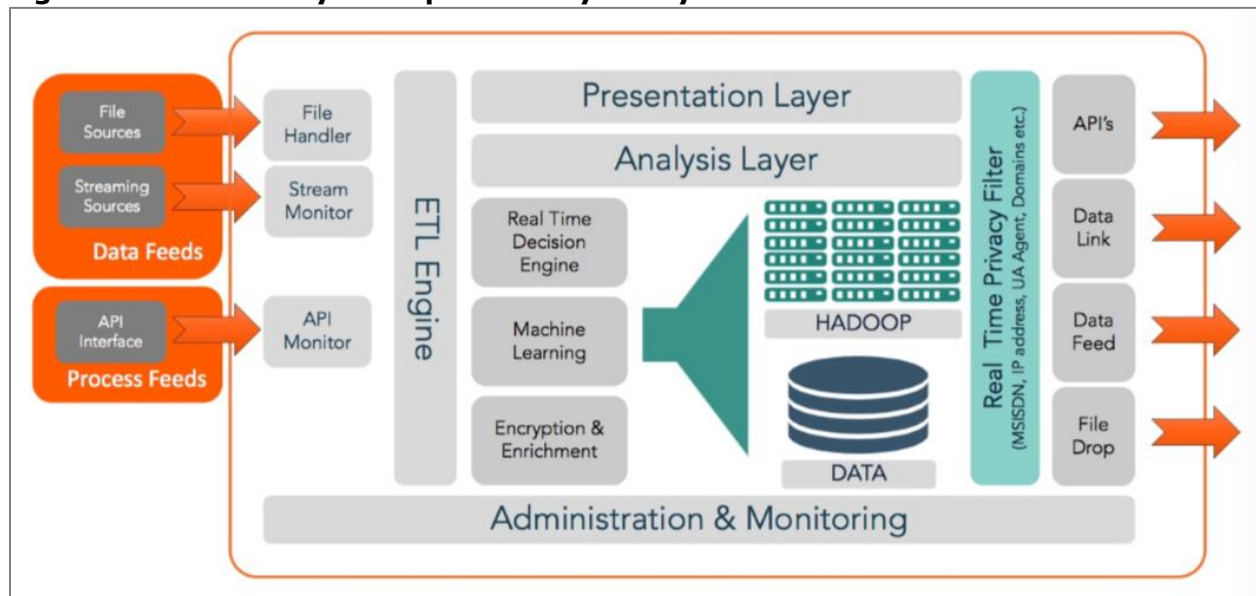 File
Sources
Streaming
Sources
Data Feeds
API
Interface
Process Feeds
File
Handler
Stream
Monitor
API
Monitor
ETL Engine
Presentation Layer
Analysis Layer
Real Time
Decision
Engine
Machine
Learning
Encryption &
Enrichment
HADOOP
DATA
Real Time Privacy Filter
(MSISDN, IP address, UA Agent, Domains etc.)
API's
Data
Link
Data
Feed
File
Drop
Administration & Monitoring